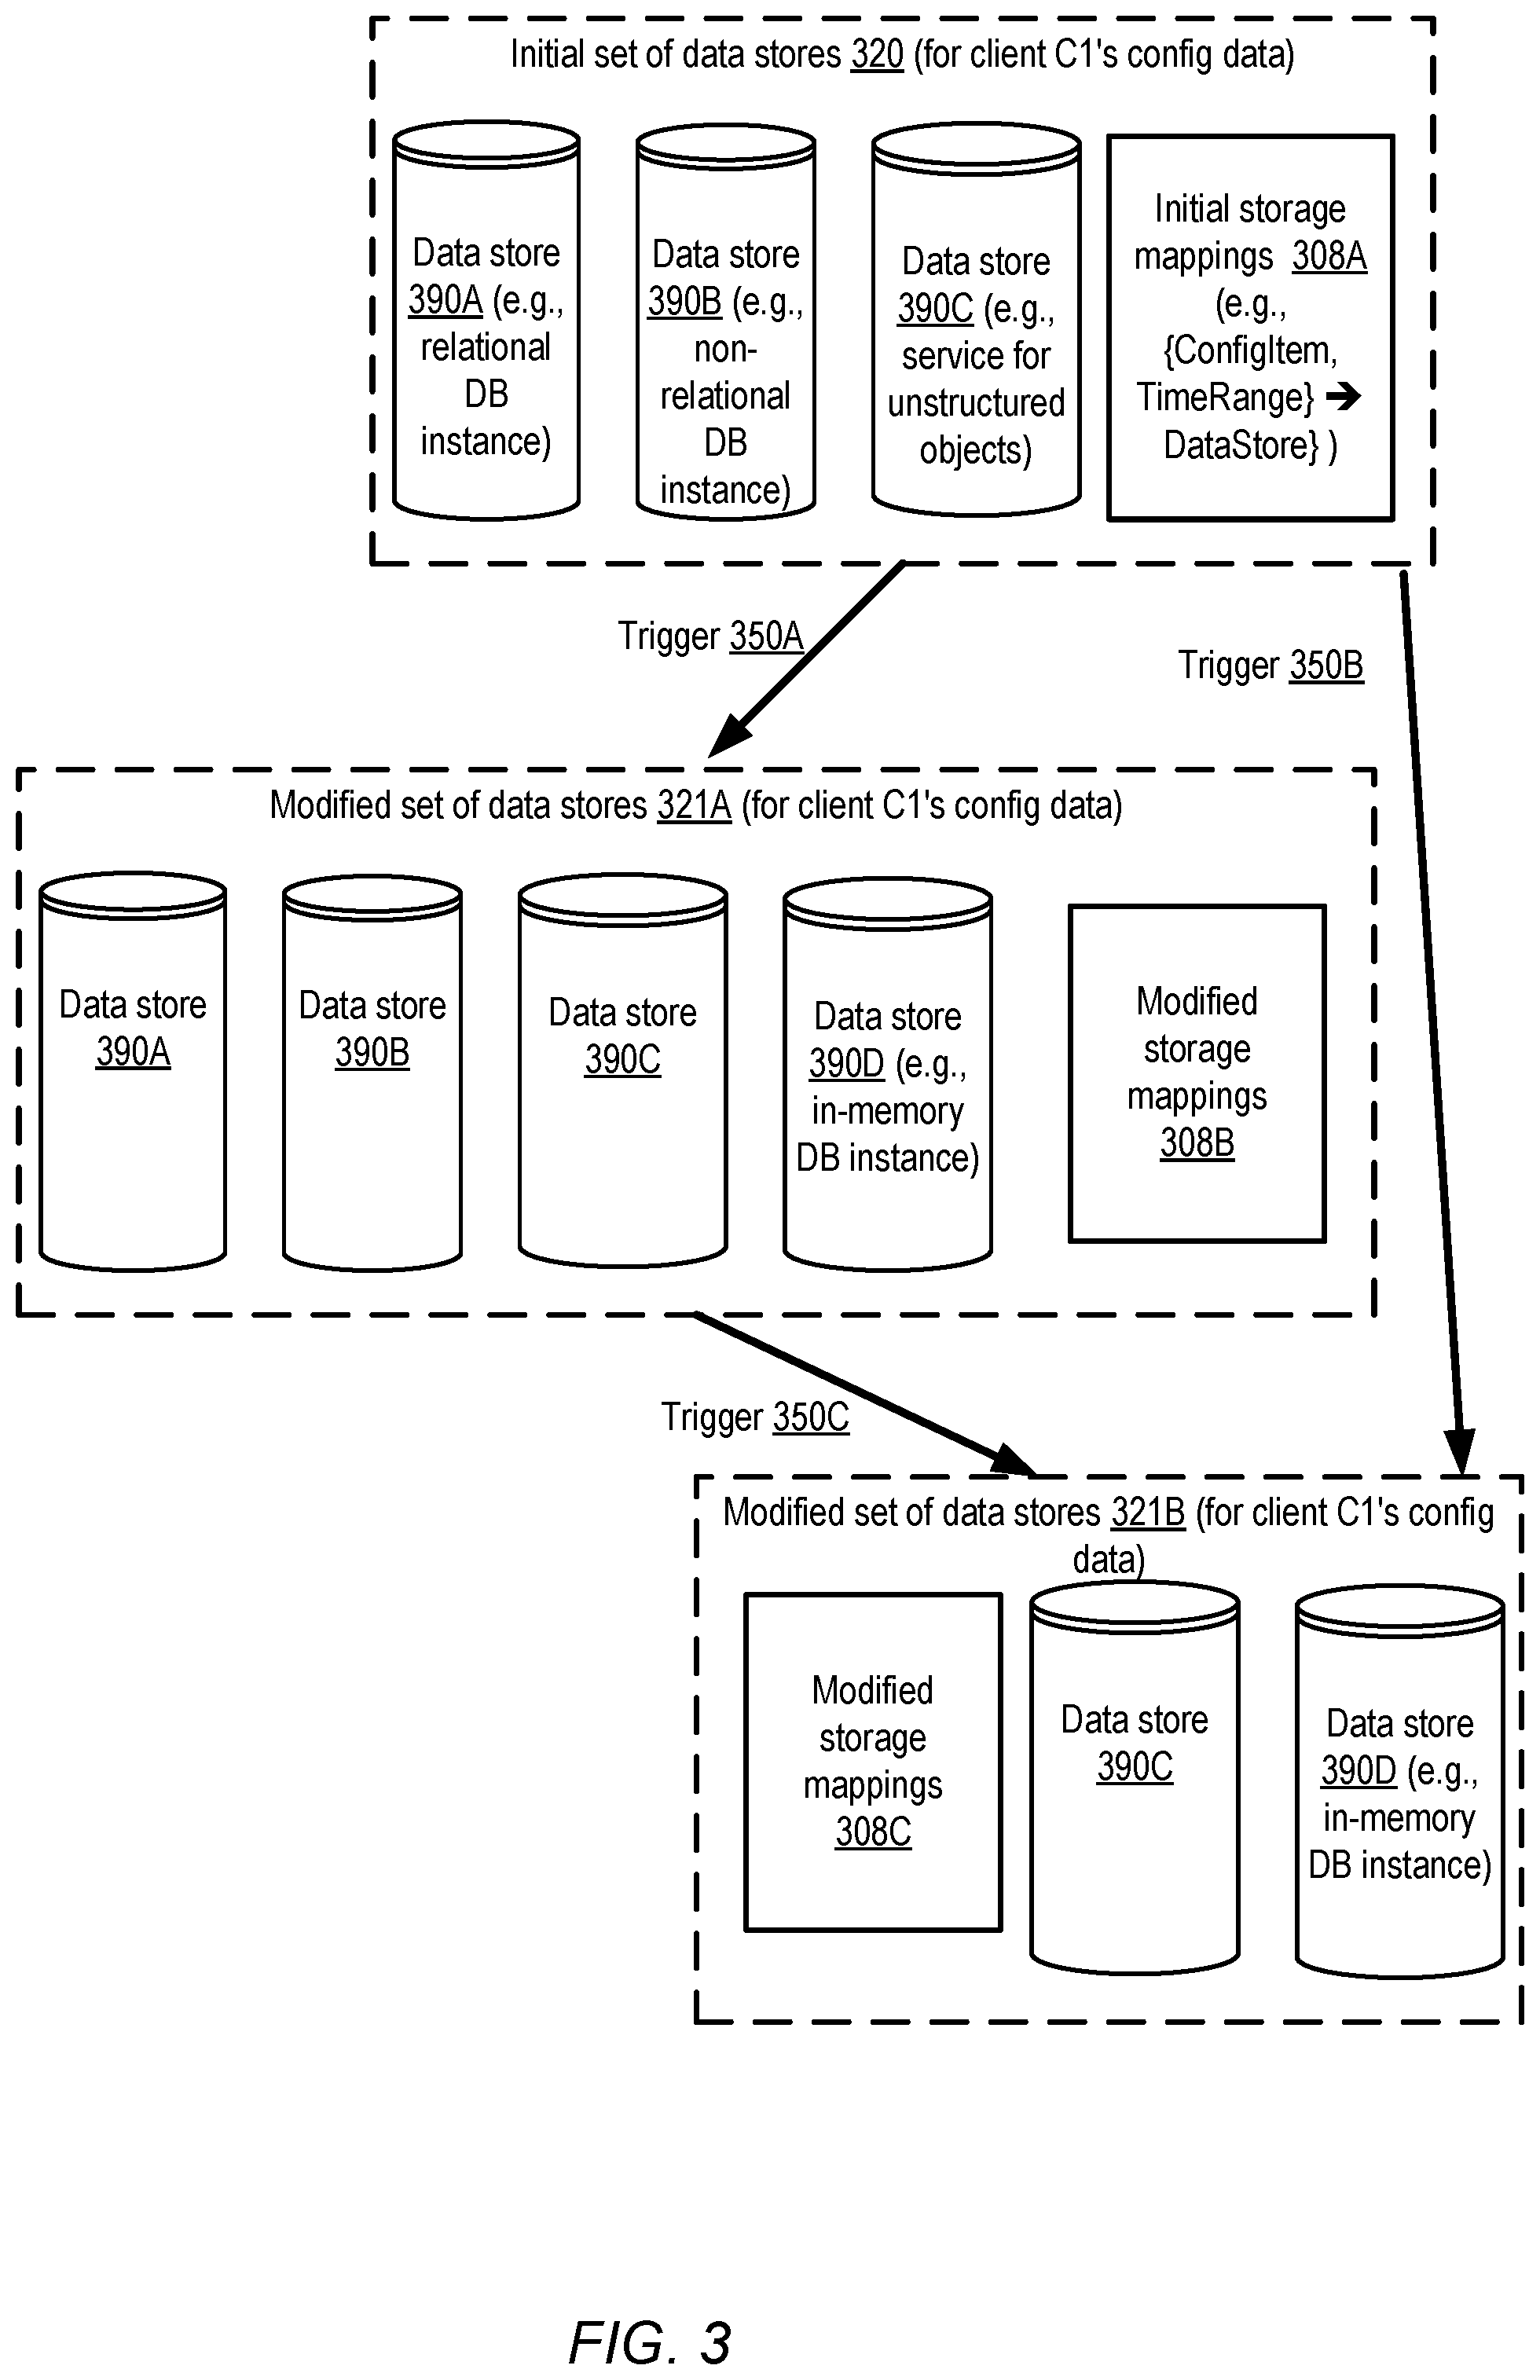 Initial set of data stores 320 (for client C1's config data)
Data store
390A (e.g.,
relational
DB
instance)
Data store
390B (e.g.,
non-
relational
DB
instance)
Data store
390C (e.g.,
service for
unstructured
objects)
Initial storage
mappings 308A
(e.g.,
{ConfigItem,
TimeRange} ➔
DataStore} )
Trigger 350A
Trigger 350B
Modified set of data stores 321A (for client C1's config data)
Data store
390A
Data store
390B
Data store
390C
Data store
390D (e.g.,
in-memory
DB instance)
Modified
storage
mappings
308B
Trigger 350C
Modified set of data stores 321B (for client C1's config
data)
Modified
storage
mappings
308C
Data store
390C
Data store
390D (e.g.,
in-memory
DB instance)
FIG. 3